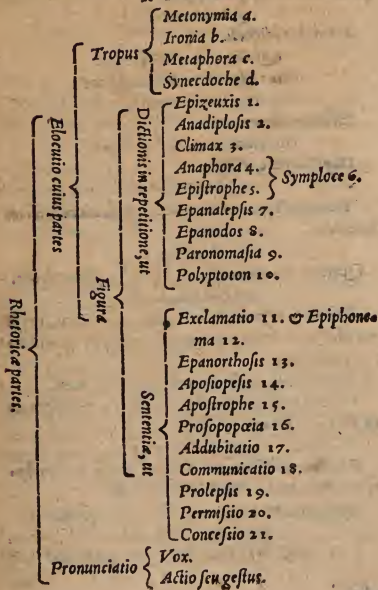 Rhetoricæ partes.
Elocutio cuius partes
Tropus
Metonymia a.
Ironia b.
Metaphora c.
Synecdoche d.
Figura
Dictionis in repetitione, ut
Epizeuxis 1.
Anadiploſis 2.
Climax 3.
Anaphora 4.
Epiſtrophe 5.
Symploce 6.
Epanalepſis 7.
Epanodos 8.
Paronomaſia 9.
Polyptoton 10.
Sententiæ, ut
Exclamatio 11. & Epiphone-
ma 12.
Epanorthoſis 13.
Apoſiopeſis 14.
Apoſtrophe 15.
Proſopopœia 16.
Addubitatio 17.
Communicatio 18.
Prolepſis 19.
Permiſsio 20.
Conceſsio 21.
Pronunciatio
Vox.
Actio ſeu geſtus.